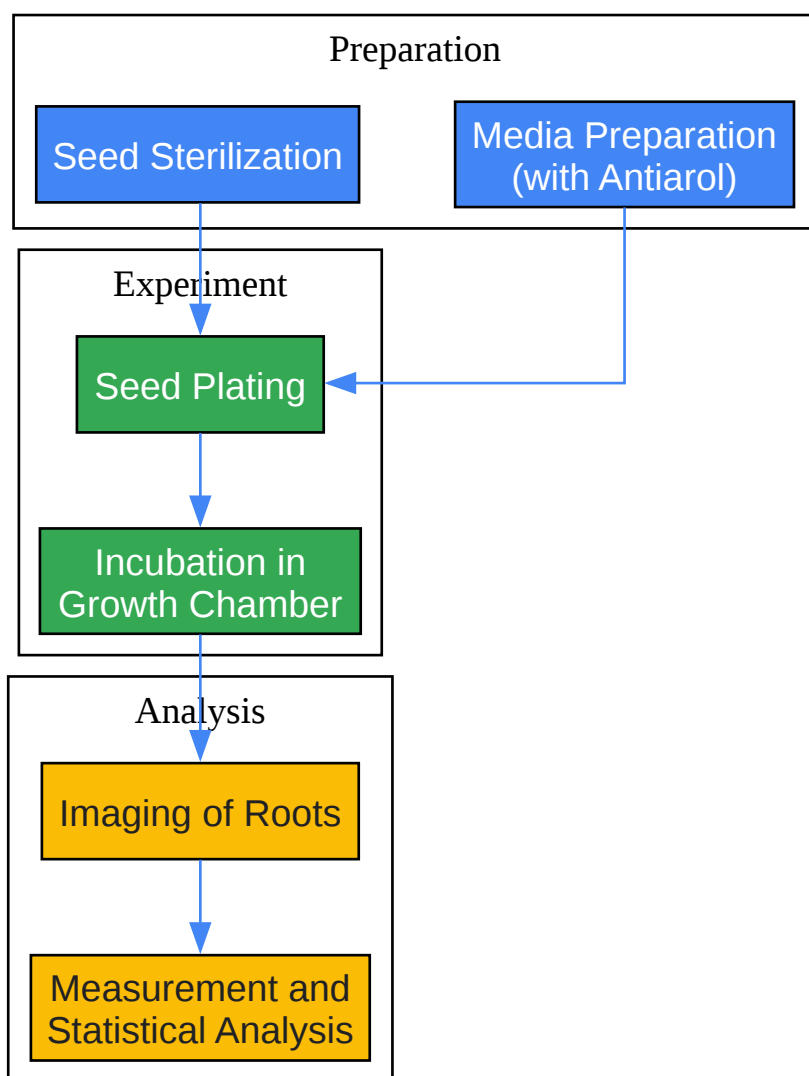 Preparation
Seed Sterilization
Media Preparation
(with Antiarol)
Experiment
Seed Plating
Incubation in
Growth Chamber
Analysis
Imaging of Roots
Measurement and
Statistical Analysis